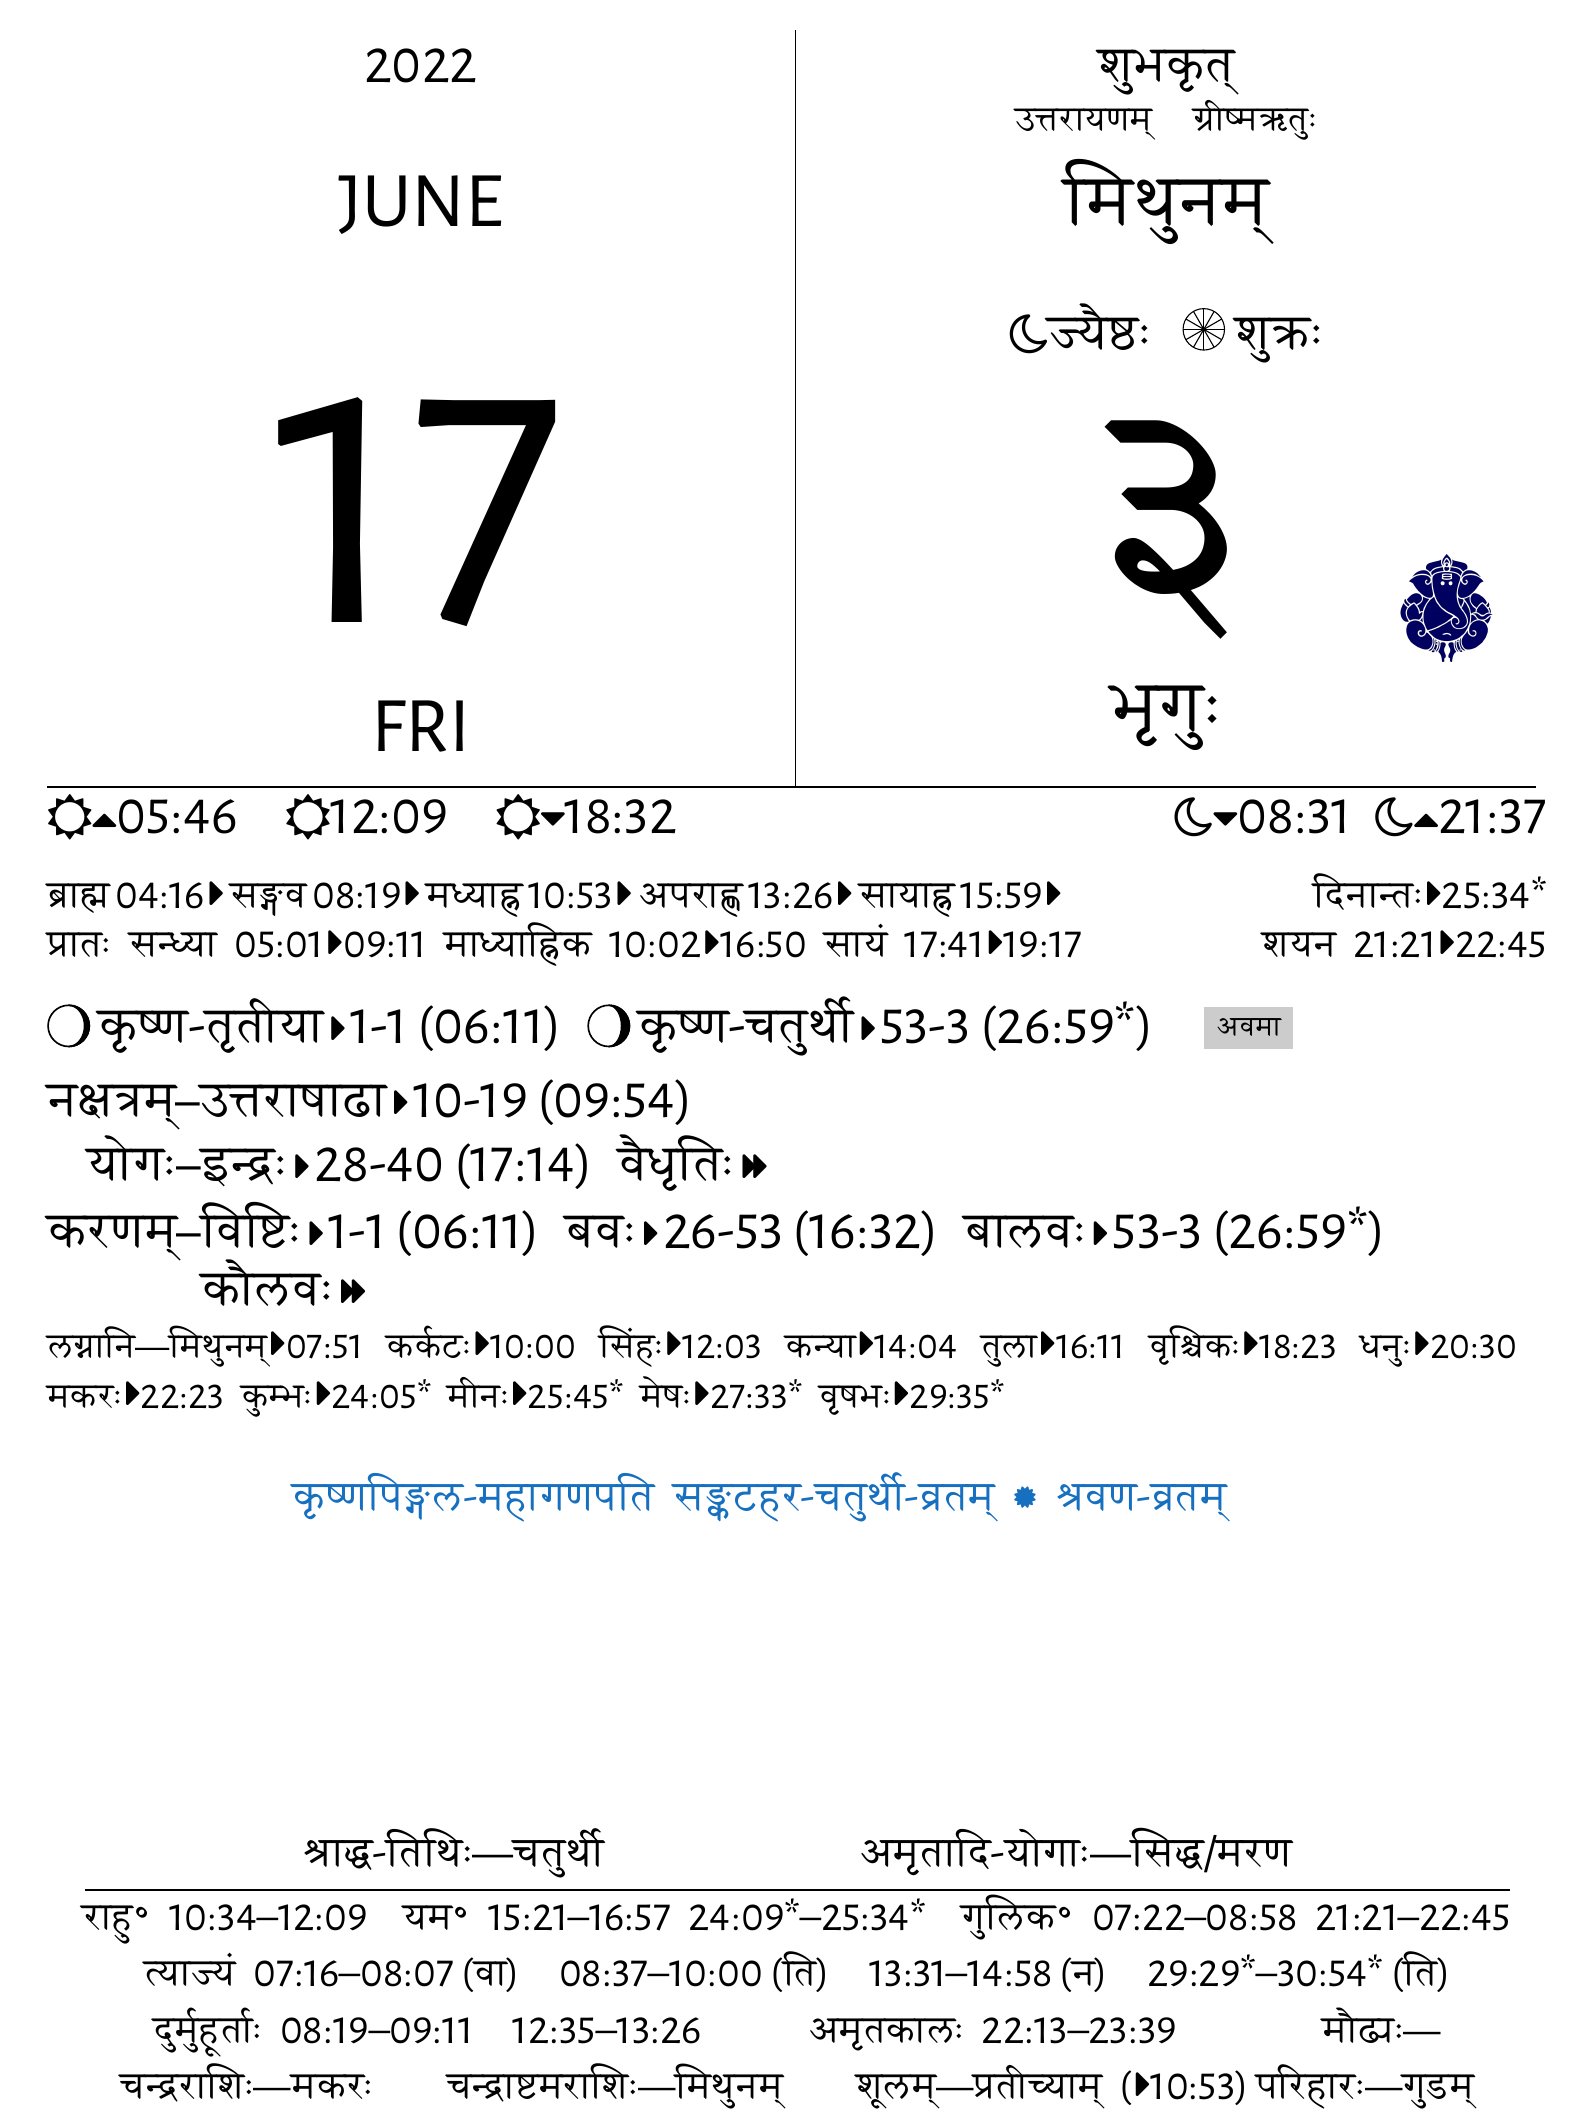 2022
JUNE
17
FRI
शुभकृत्
उत्तरायणम् ग्रीष्मऋतुः
मिथुनम्
ज्यैष्ठः शुक्रः
३
भृगुः
05:46 12:09 18:32 08:31 21:37
ब्राह्म 04:16 सङ्गव 08:19 मध्याह्न 10:53 अपराह्ण 13:26 सायाह्न 15:59 दिनान्तः 25:34*
प्रातः सन्ध्या 05:01 09:11 माध्याह्निक 10:02 16:50 सायं 17:41 19:17 शयन 21:21 22:45
कृष्ण-तृतीया 1-1 (06:11) कृष्ण-चतुर्थी 53-3 (26:59*) अवमा
नक्षत्रम्–उत्तराषाढा 10-19 (09:54)
योगः–इन्द्रः 28-40 (17:14) वैधृतिः
करणम्–विष्टिः 1-1 (06:11) बवः 26-53 (16:32) बालवः 53-3 (26:59*)
कौलवः
लग्नानि—मिथुनम् 07:51 कर्कटः 10:00 सिंहः 12:03 कन्या 14:04 तुला 16:11 वृश्चिकः 18:23 धनुः 20:30
मकरः 22:23 कुम्भः 24:05* मीनः 25:45* मेषः 27:33* वृषभः 29:35*
कृष्णपिङ्गल-महागणपति सङ्कटहर-चतुर्थी-व्रतम् श्रवण-व्रतम्
श्राद्ध-तिथिः—चतुर्थी अमृतादि-योगाः—सिद्ध/मरण
राहु॰ 10:34–12:09 यम॰ 15:21–16:57 24:09*–25:34* गुलिक॰ 07:22–08:58 21:21–22:45
त्याज्यं 07:16–08:07 (वा) 08:37–10:00 (ति) 13:31–14:58 (न) 29:29*–30:54* (ति)
दुर्मुहूर्ताः 08:19–09:11 12:35–13:26 अमृतकालः 22:13–23:39 मौढ्यः—
चन्द्रराशिः—मकरः चन्द्राष्टमराशिः—मिथुनम् शूलम्—प्रतीच्याम् (10:53) परिहारः—गुडम्